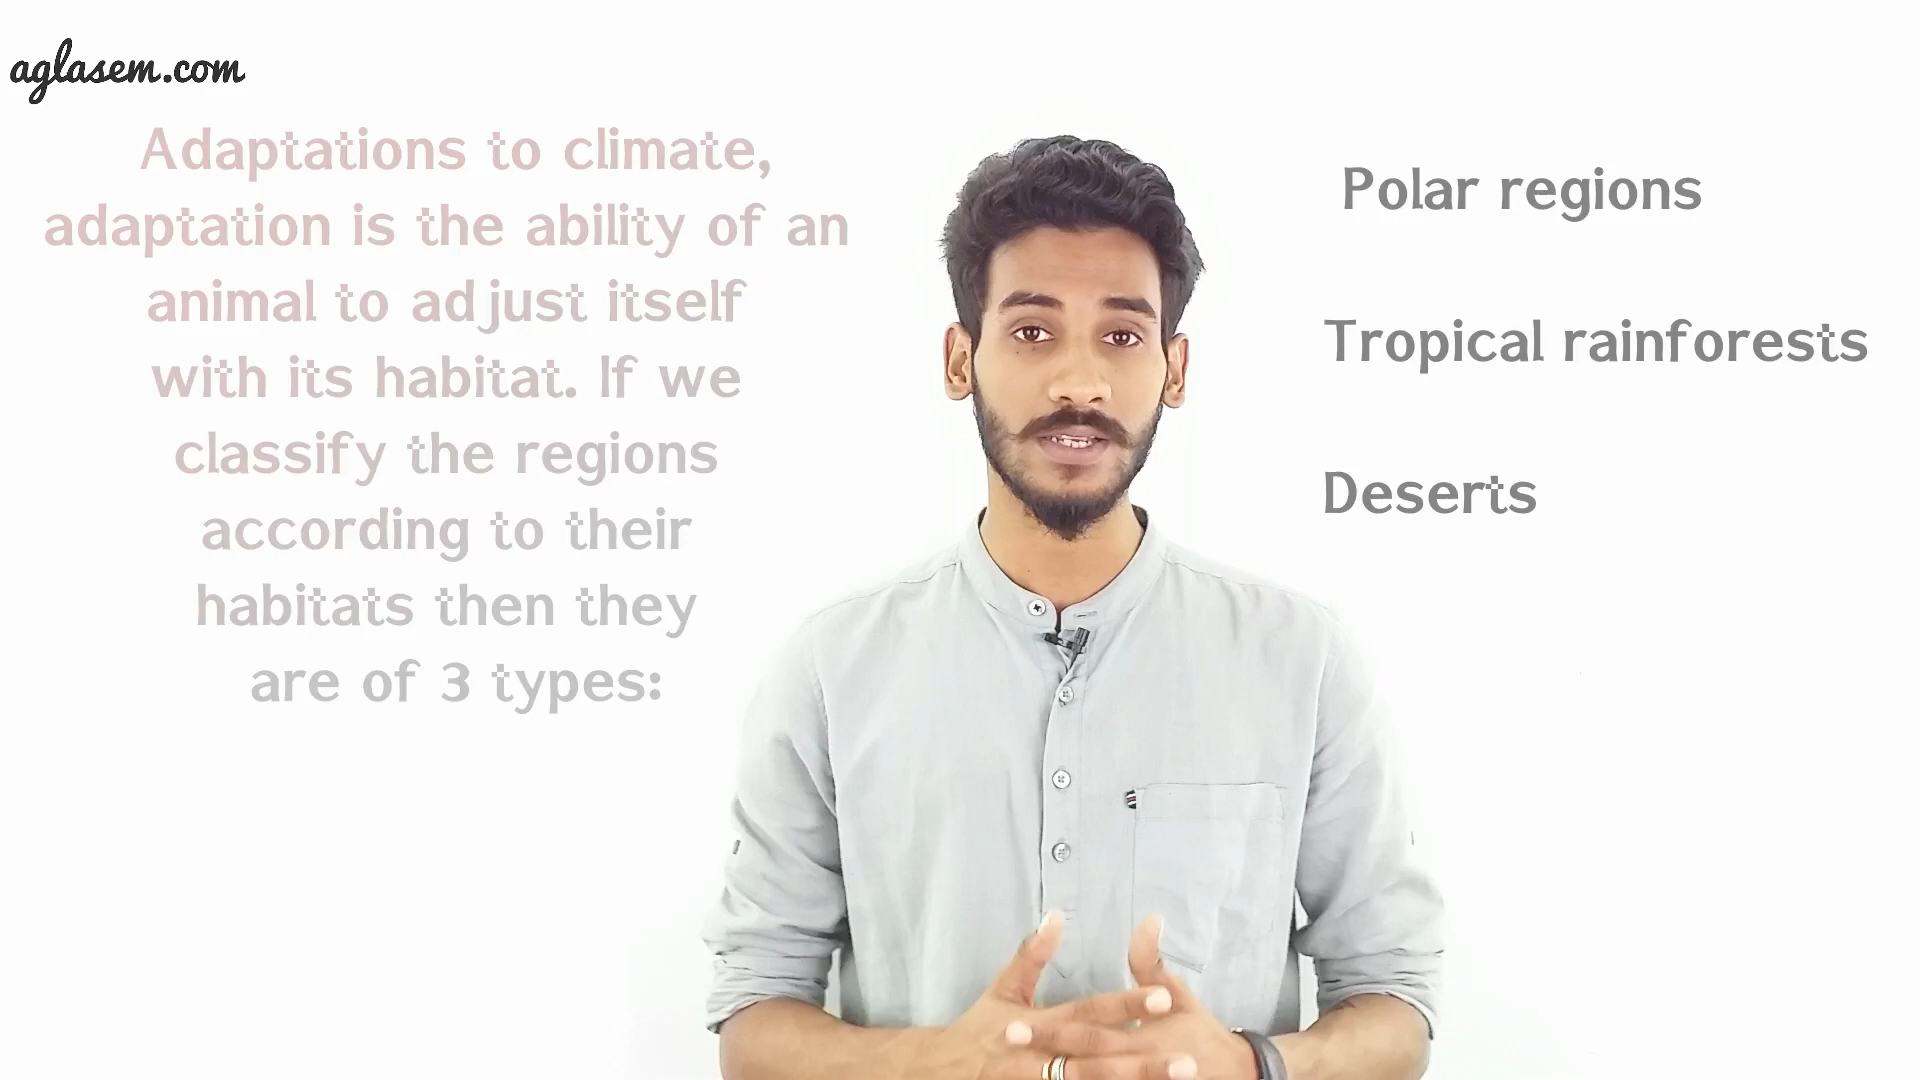 aglasem.com
Adaptations to climate,
adaptation is the ability of an
animal to adjust itself
with its habitat. If we
classify the regions
according to their
habitats then they
are of 3 types:
Polar regions
Tropical rainforests
Deserts